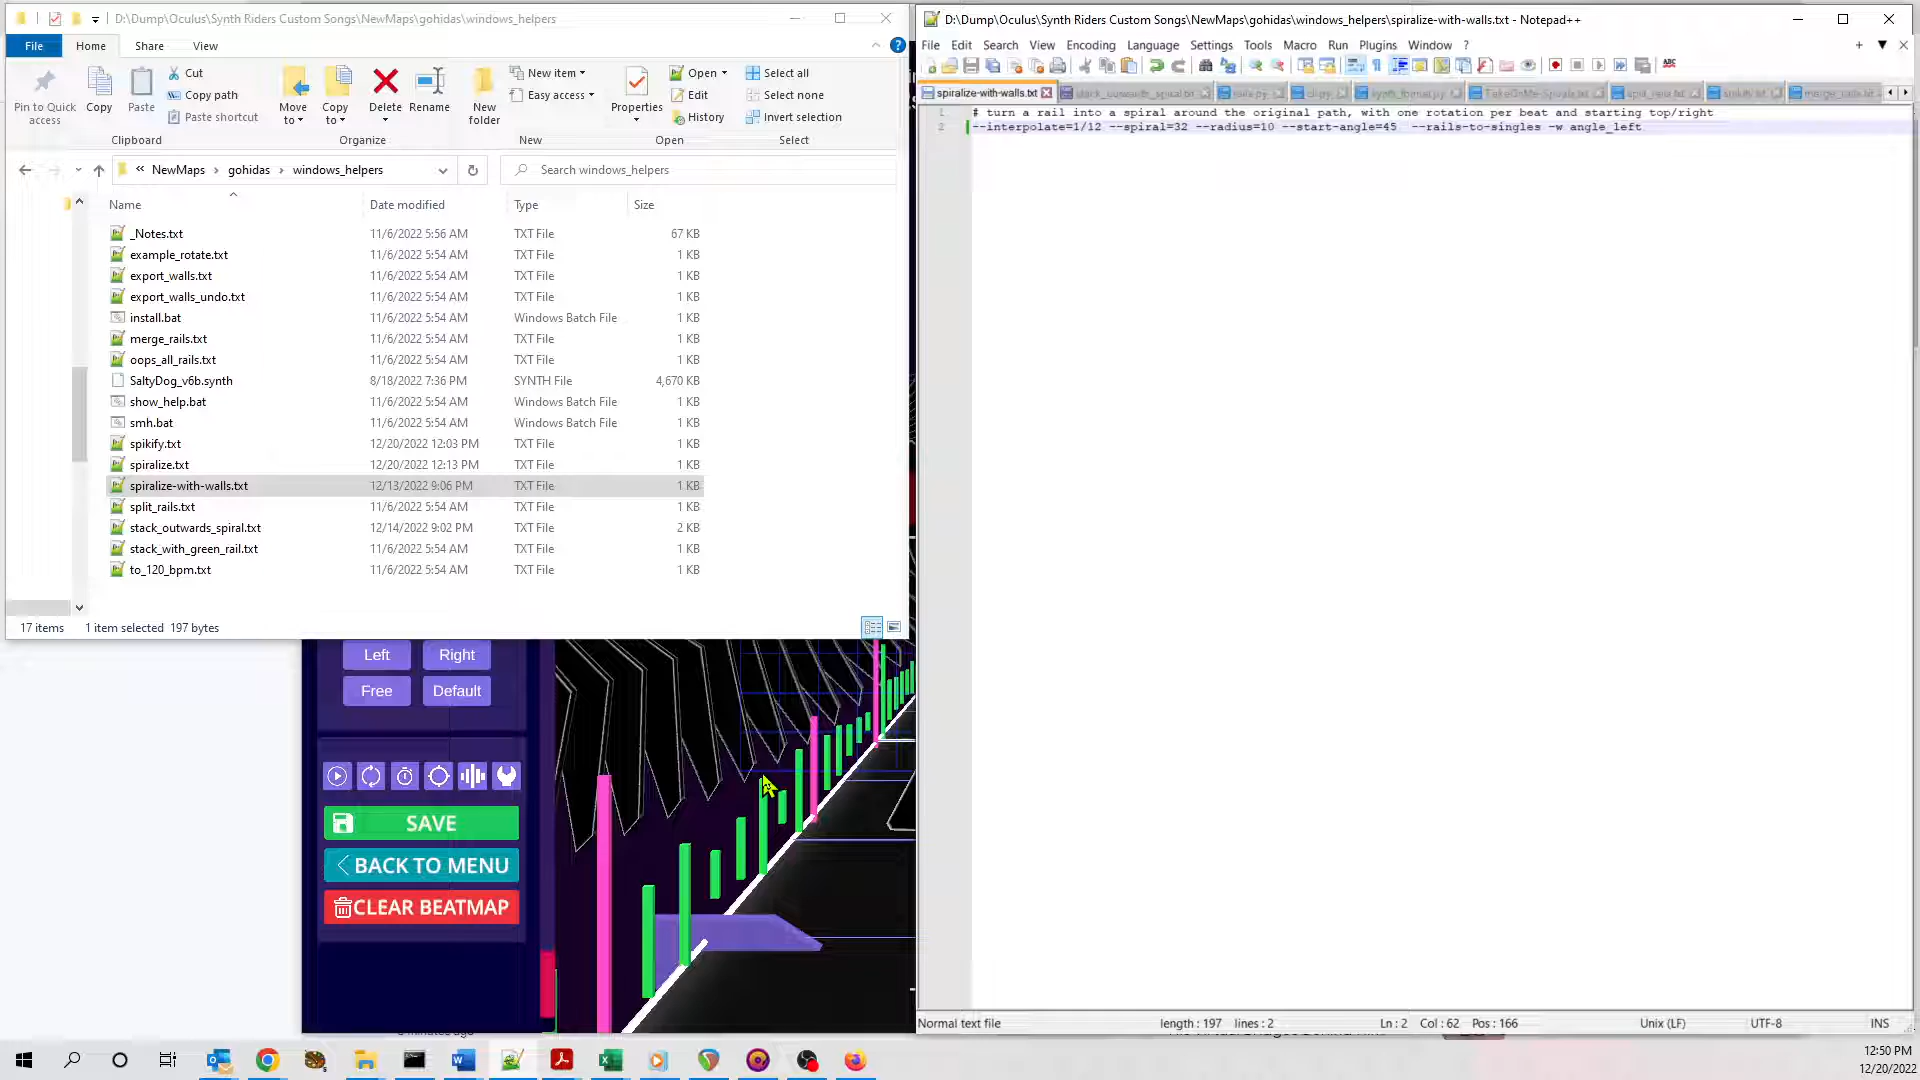 D:\Dump\Oculus\Synth Riders Custom Songs\NewMaps\gohidas\windows_helpers
File Home Share View
Pin to Quick access
Copy
Paste
Cut
Copy path
Paste shortcut
Clipboard
Move to
Copy to
Delete
Rename
Organize
New folder
New item
Easy access
New
Properties
Open
Edit
History
Open
Select all
Select none
Invert selection
Select
« NewMaps > gohidas > windows_helpers
Search windows_helpers
Name Date modified Type Size
_Notes.txt 11/6/2022 5:56 AM TXT File 67 KB
example_rotate.txt 11/6/2022 5:54 AM TXT File 1 KB
export_walls.txt 11/6/2022 5:54 AM TXT File 1 KB
export_walls_undo.txt 11/6/2022 5:54 AM TXT File 1 KB
install.bat 11/6/2022 5:54 AM Windows Batch File 1 KB
merge_rails.txt 11/6/2022 5:54 AM TXT File 1 KB
oops_all_rails.txt 11/6/2022 5:54 AM TXT File 1 KB
SaltyDog_v6b.synth 8/18/2022 7:36 PM SYNTH File 4,670 KB
show_help.bat 11/6/2022 5:54 AM Windows Batch File 1 KB
smh.bat 11/6/2022 5:54 AM Windows Batch File 1 KB
spikify.txt 12/20/2022 12:03 PM TXT File 1 KB
spiralize.txt 12/20/2022 12:13 PM TXT File 1 KB
spiralize-with-walls.txt 12/13/2022 9:06 PM TXT File 1 KB
split_rails.txt 11/6/2022 5:54 AM TXT File 1 KB
stack_outwards_spiral.txt 12/14/2022 9:02 PM TXT File 2 KB
stack_with_green_rail.txt 11/6/2022 5:54 AM TXT File 1 KB
to_120_bpm.txt 11/6/2022 5:54 AM TXT File 1 KB
17 items 1 item selected 197 bytes
Left Right
Free Default
SAVE
BACK TO MENU
CLEAR BEATMAP
D:\Dump\Oculus\Synth Riders Custom Songs\NewMaps\gohidas\windows_helpers\spiralize-with-walls.txt - Notepad++
File Edit Search View Encoding Language Settings Tools Macro Run Plugins Window ?
spiralize-with-walls.txt stack_outwards_spiral.txt rails.py synth_format.py merge_rails.txt
1 # turn a rail into a spiral around the original path, with one rotation per beat and starting top/right
2 --interpolate=1/12 --spiral=32 --radius=10 --start-angle=45 --rails-to-singles -w angle_left
Normal text file length : 197 lines : 2 Ln : 2 Col : 62 Pos : 166 Unix (LF) UTF-8 INS
12:50 PM
12/20/2022